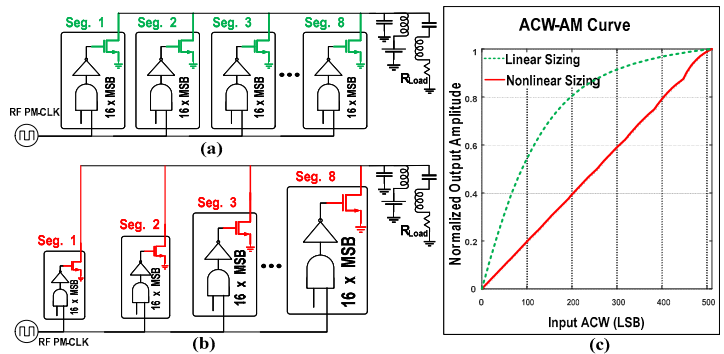 Seg. 1 Seg. 2 Seg. 3 Seg. 8
16 x MSB 16 x MSB 16 x MSB 16 x MSB
RLoad
RF PM-CLK
(a)
Seg. 1 Seg. 2 Seg. 3 Seg. 8
16 x MSB 16 x MSB 16 x MSB 16 x MSB
RLoad
RF PM-CLK
(b)
ACW-AM Curve
Linear Sizing
Nonlinear Sizing
Normalized Output Amplitude
1
0.8
0.6
0.4
0.2
0
0 100 200 300 400 500
Input ACW (LSB)
(c)